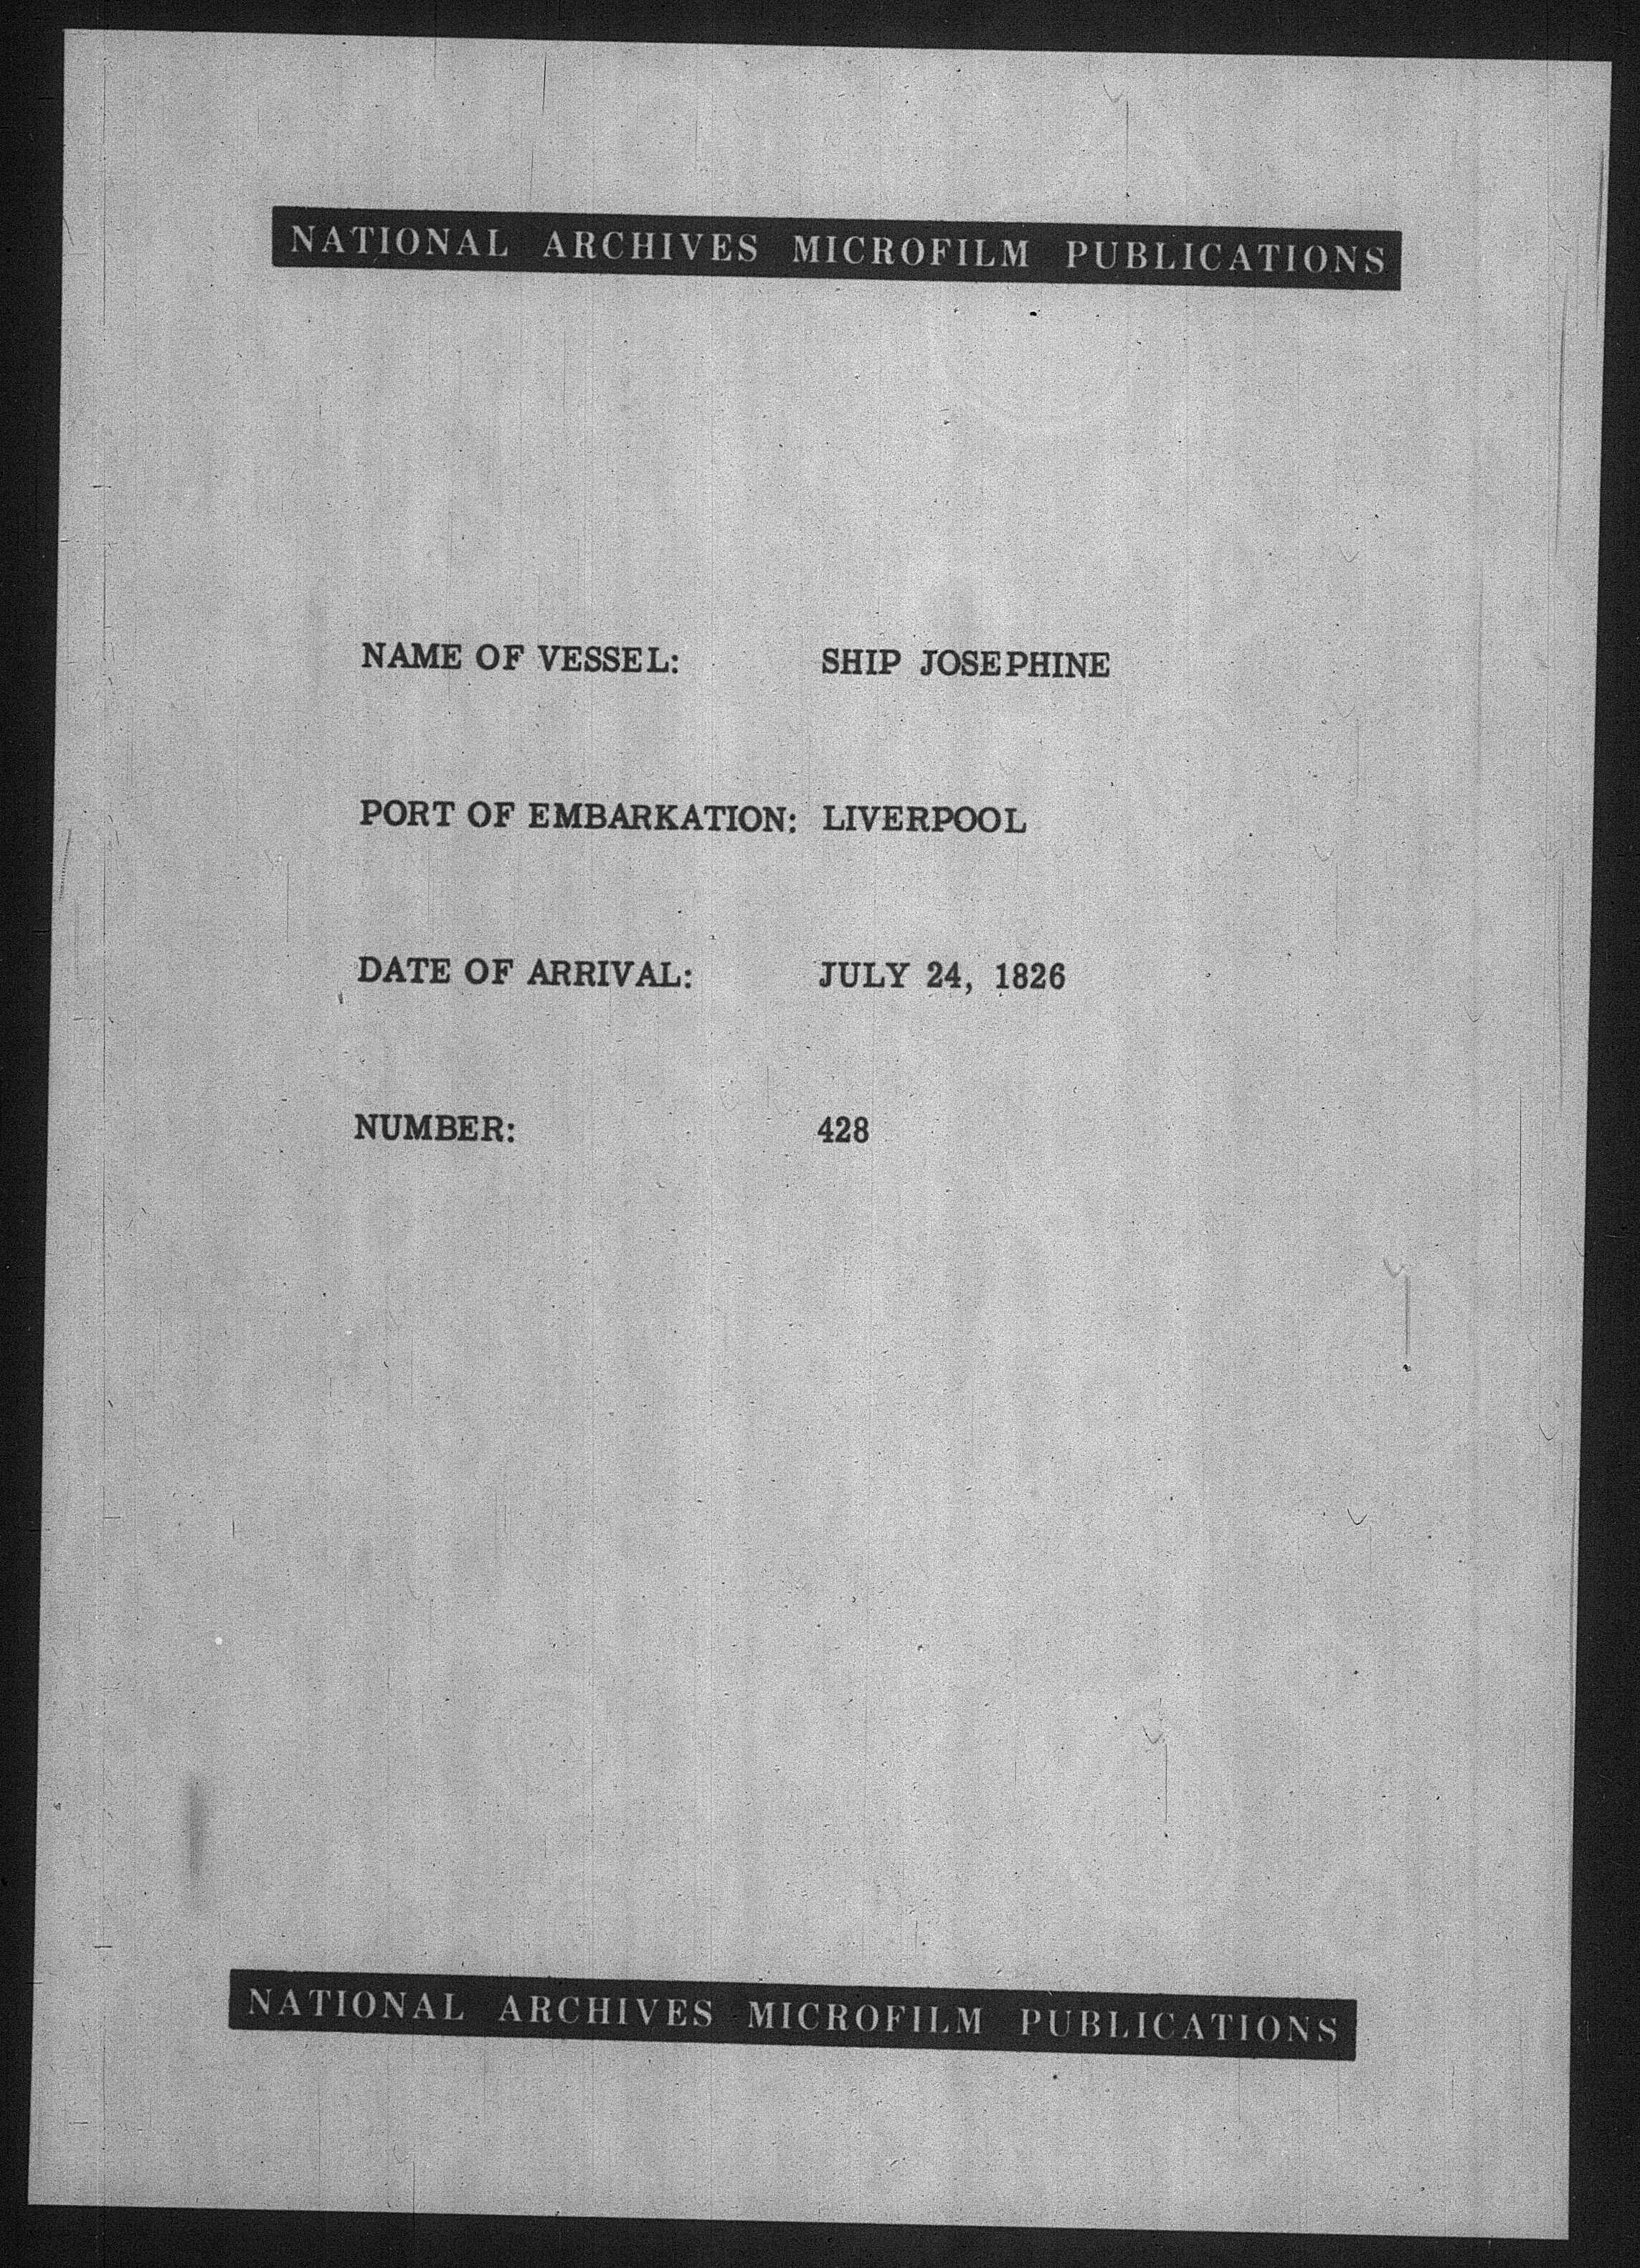 NATIONAL ARCHIVES MICROFILM PUBLICATIONS
NAME OF VESSEL: SHIP JOSEPHINE
PORT OF EMBARKATION: LIVERPOOL
DATE OF ARRIVAL: JULY 24, 1826
NUMBER: 428
NATIONAL ARCHIVES MICROFILM PUBLICATIONS